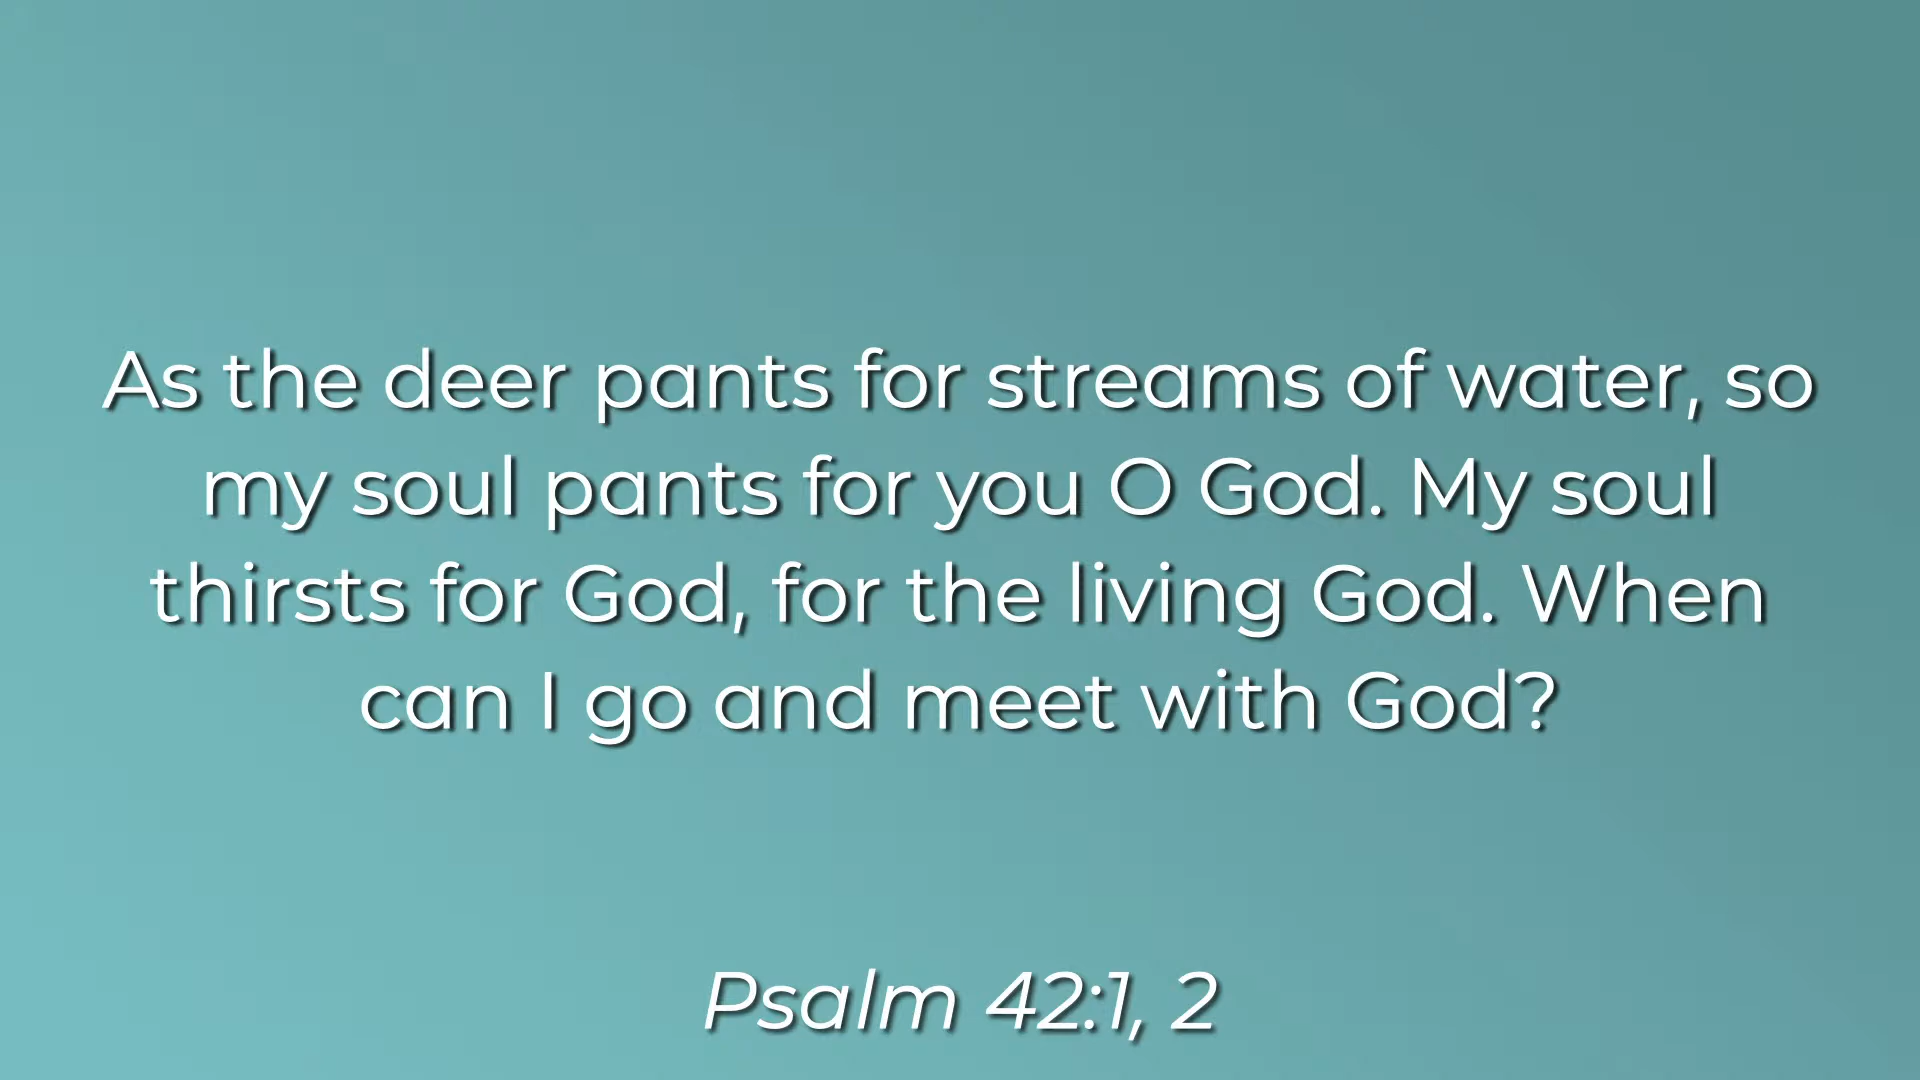 As the deer pants for streams of water, so
my soul pants for you O God. My soul
thirsts for God, for the living God. When
can I go and meet with God?
Psalm 42:1, 2